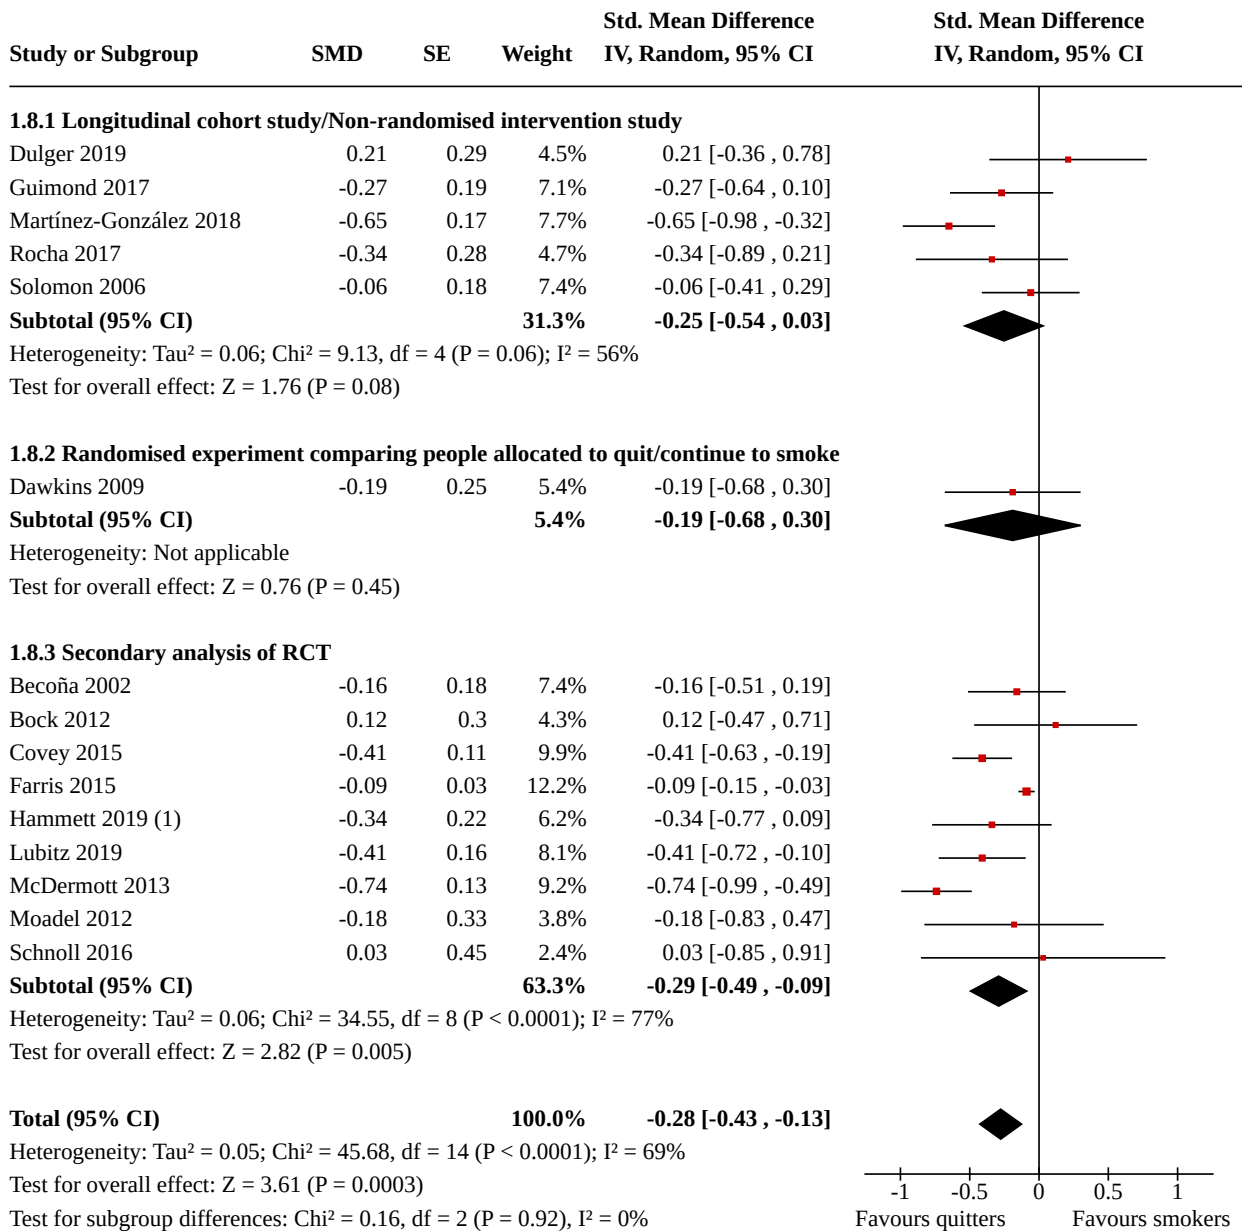 Std. Mean Difference Std. Mean Difference
Study or Subgroup SMD SE Weight IV, Random, 95% CI IV, Random, 95% CI
1.8.1 Longitudinal cohort study/Non-randomised intervention study
Dulger 2019 0.21 0.29 4.5% 0.21 [-0.36 , 0.78]
Guimond 2017 -0.27 0.19 7.1% -0.27 [-0.64 , 0.10]
Martínez-González 2018 -0.65 0.17 7.7% -0.65 [-0.98 , -0.32]
Rocha 2017 -0.34 0.28 4.7% -0.34 [-0.89 , 0.21]
Solomon 2006 -0.06 0.18 7.4% -0.06 [-0.41 , 0.29]
Subtotal (95% CI) 31.3% -0.25 [-0.54 , 0.03]
Heterogeneity: Tau² = 0.06; Chi² = 9.13, df = 4 (P = 0.06); I² = 56%
Test for overall effect: Z = 1.76 (P = 0.08)
1.8.2 Randomised experiment comparing people allocated to quit/continue to smoke
Dawkins 2009 -0.19 0.25 5.4% -0.19 [-0.68 , 0.30]
Subtotal (95% CI) 5.4% -0.19 [-0.68 , 0.30]
Heterogeneity: Not applicable
Test for overall effect: Z = 0.76 (P = 0.45)
1.8.3 Secondary analysis of RCT
Becoña 2002 -0.16 0.18 7.4% -0.16 [-0.51 , 0.19]
Bock 2012 0.12 0.3 4.3% 0.12 [-0.47 , 0.71]
Covey 2015 -0.41 0.11 9.9% -0.41 [-0.63 , -0.19]
Farris 2015 -0.09 0.03 12.2% -0.09 [-0.15 , -0.03]
Hammett 2019 (1) -0.34 0.22 6.2% -0.34 [-0.77 , 0.09]
Lubitz 2019 -0.41 0.16 8.1% -0.41 [-0.72 , -0.10]
McDermott 2013 -0.74 0.13 9.2% -0.74 [-0.99 , -0.49]
Moadel 2012 -0.18 0.33 3.8% -0.18 [-0.83 , 0.47]
Schnoll 2016 0.03 0.45 2.4% 0.03 [-0.85 , 0.91]
Subtotal (95% CI) 63.3% -0.29 [-0.49 , -0.09]
Heterogeneity: Tau² = 0.06; Chi² = 34.55, df = 8 (P < 0.0001); I² = 77%
Test for overall effect: Z = 2.82 (P = 0.005)
Total (95% CI) 100.0% -0.28 [-0.43 , -0.13]
Heterogeneity: Tau² = 0.05; Chi² = 45.68, df = 14 (P < 0.0001); I² = 69%
Test for overall effect: Z = 3.61 (P = 0.0003)
-1 -0.5 0 0.5 1
Test for subgroup differences: Chi² = 0.16, df = 2 (P = 0.92), I² = 0% Favours quitters Favours smokers